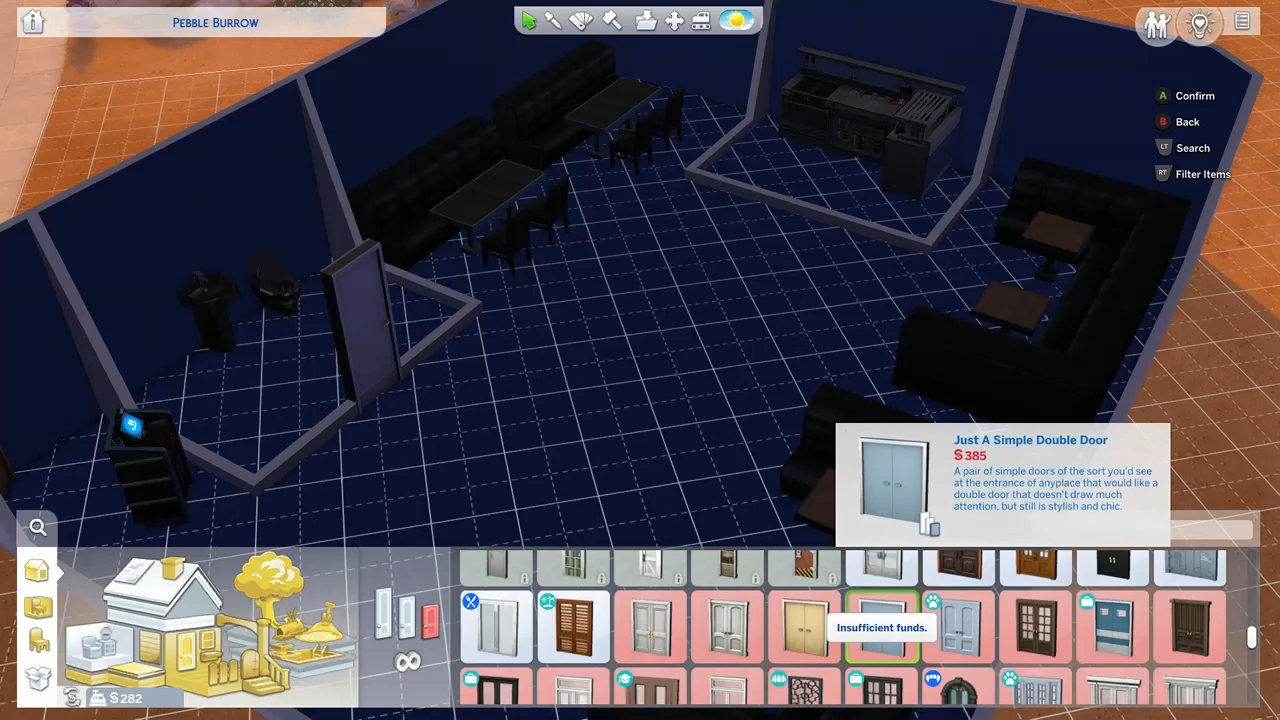 PEBBLE BURROW
A Confirm
B Back
LT Search
RT Filter Items
Just A Simple Double Door
§385
A pair of simple doors of the sort you'd see
at the entrance of anyplace that would like a
double door that doesn't draw much
attention, but still is stylish and chic.
11
Insufficient funds.
§282